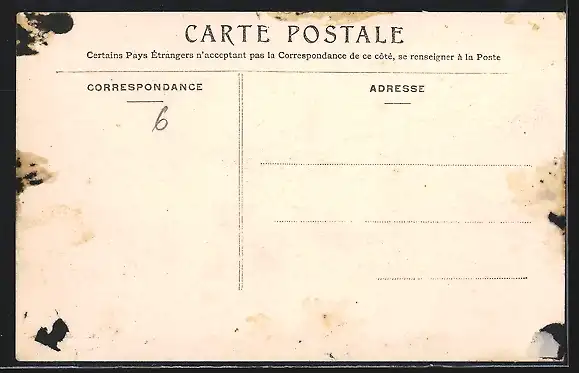 CARTE POSTALE
Certains Pays Étrangers n'acceptant pas la Correspondance de ce côté, se renseigner à la Poste
CORRESPONDANCE
ADRESSE
6